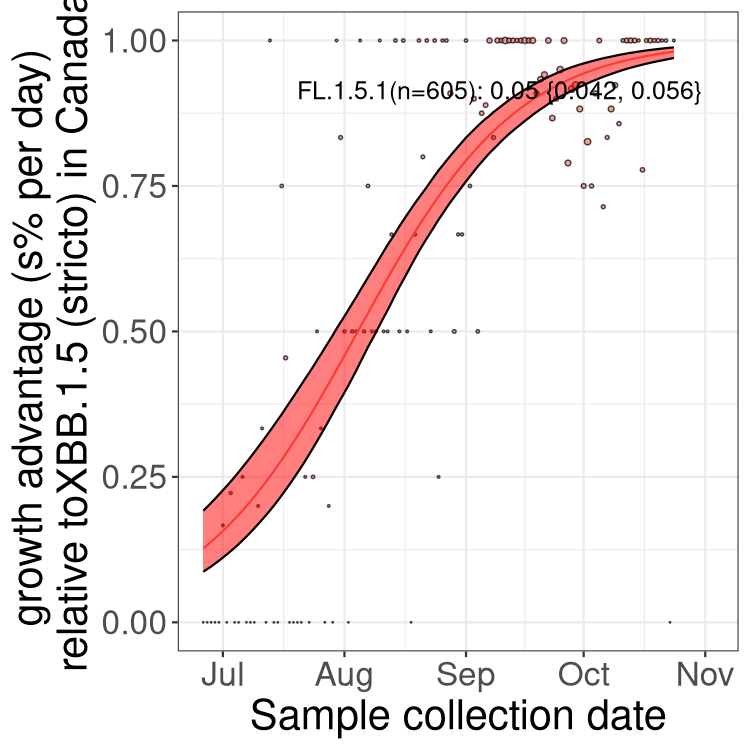 growth advantage (s% per day)
relative toXBB.1.5 (stricto) in Canada
1.00
0.75
0.50
0.25
0.00
FL.1.5.1(n=605): 0.05 {0.042, 0.056}
Jul Aug Sep Oct Nov
Sample collection date